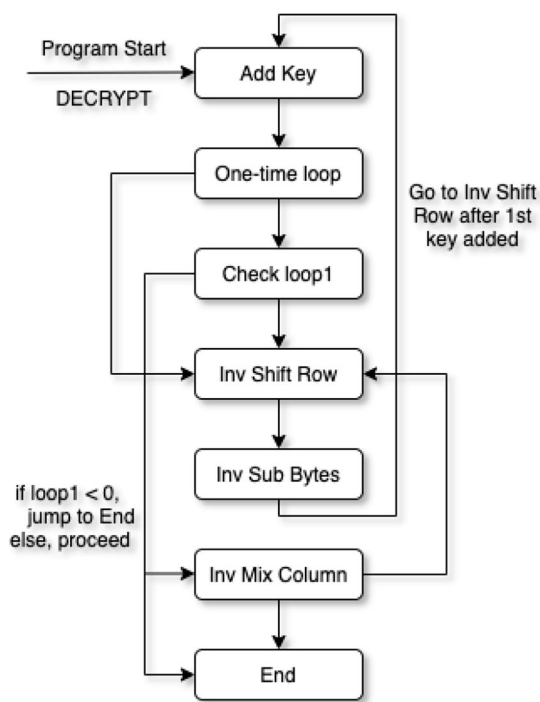 Program Start
DECRYPT
Add Key
One-time loop
Go to Inv Shift
Row after 1st
key added
Check loop1
Inv Shift Row
Inv Sub Bytes
if loop1 < 0,
jump to End
else, proceed
Inv Mix Column
End